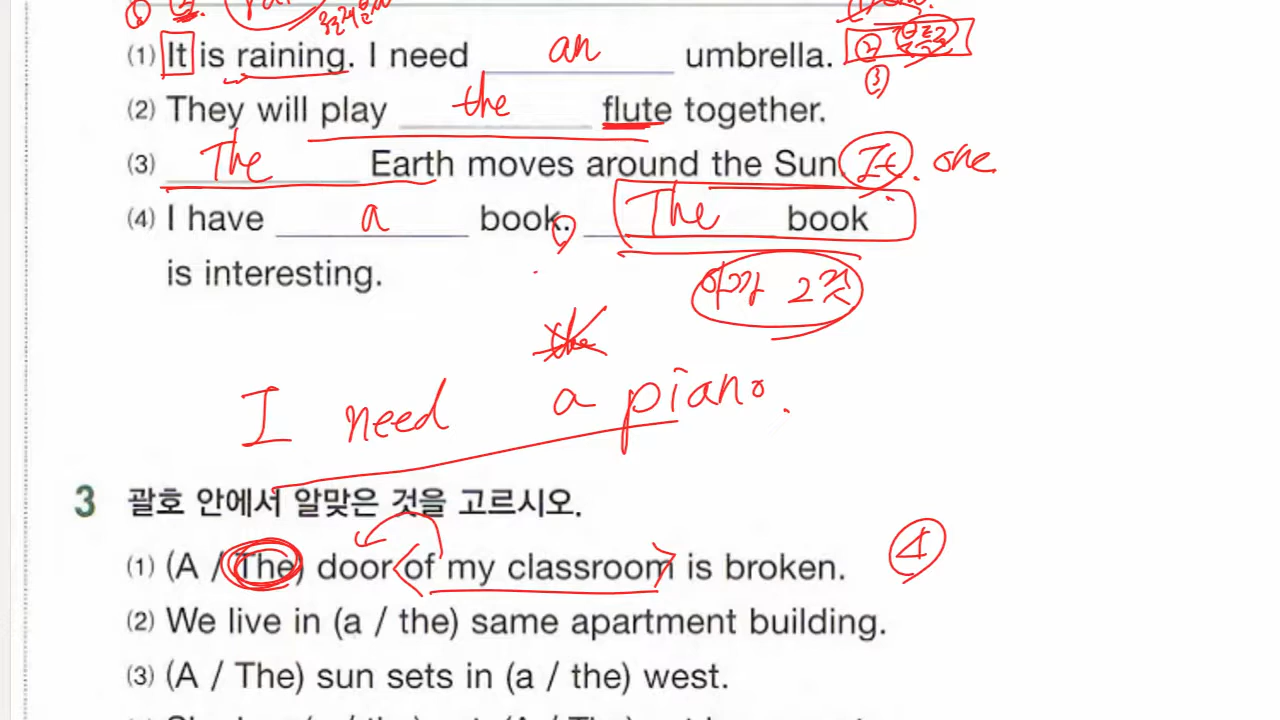 (1) It is raining. I need an umbrella. ②
③
(2) They will play the flute together.
(3) The Earth moves around the Sun. It. one
(4) I have a book. The book
is interesting.
the
I need a piano.
3 괄호 안에서 알맞은 것을 고르시오.
(1) (A / The) door of my classroom is broken. ④
(2) We live in (a / the) same apartment building.
(3) (A / The) sun sets in (a / the) west.